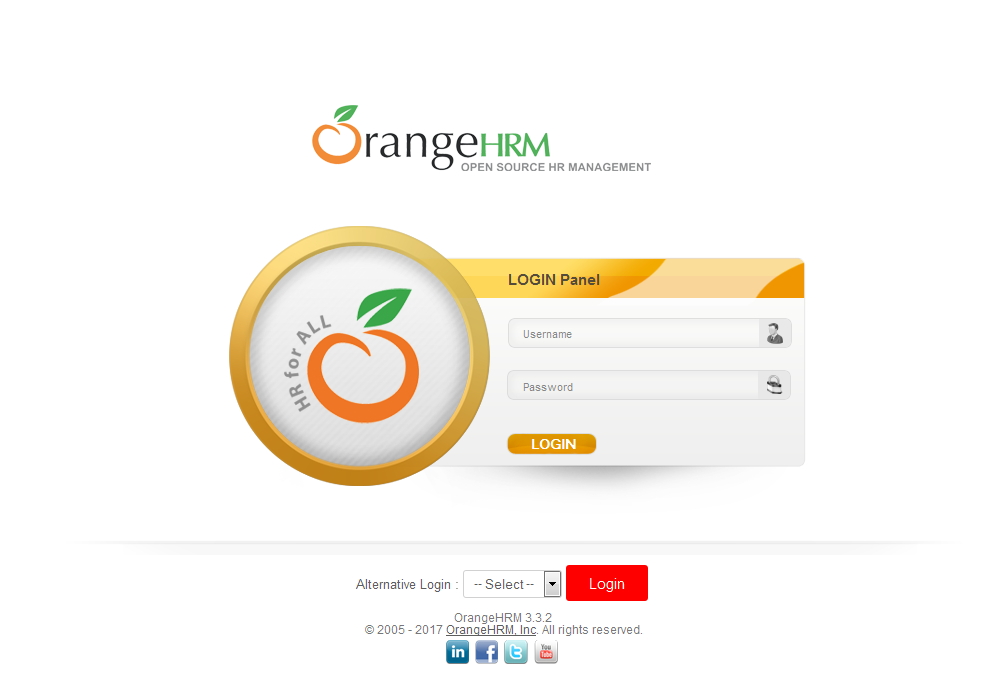 OrangeHRM
OPEN SOURCE HR MANAGEMENT
HR for ALL
LOGIN Panel
Username
Password
LOGIN
Alternative Login : -- Select -- Login
OrangeHRM 3.3.2
© 2005 - 2017 OrangeHRM, Inc. All rights reserved.
in f t You Tube